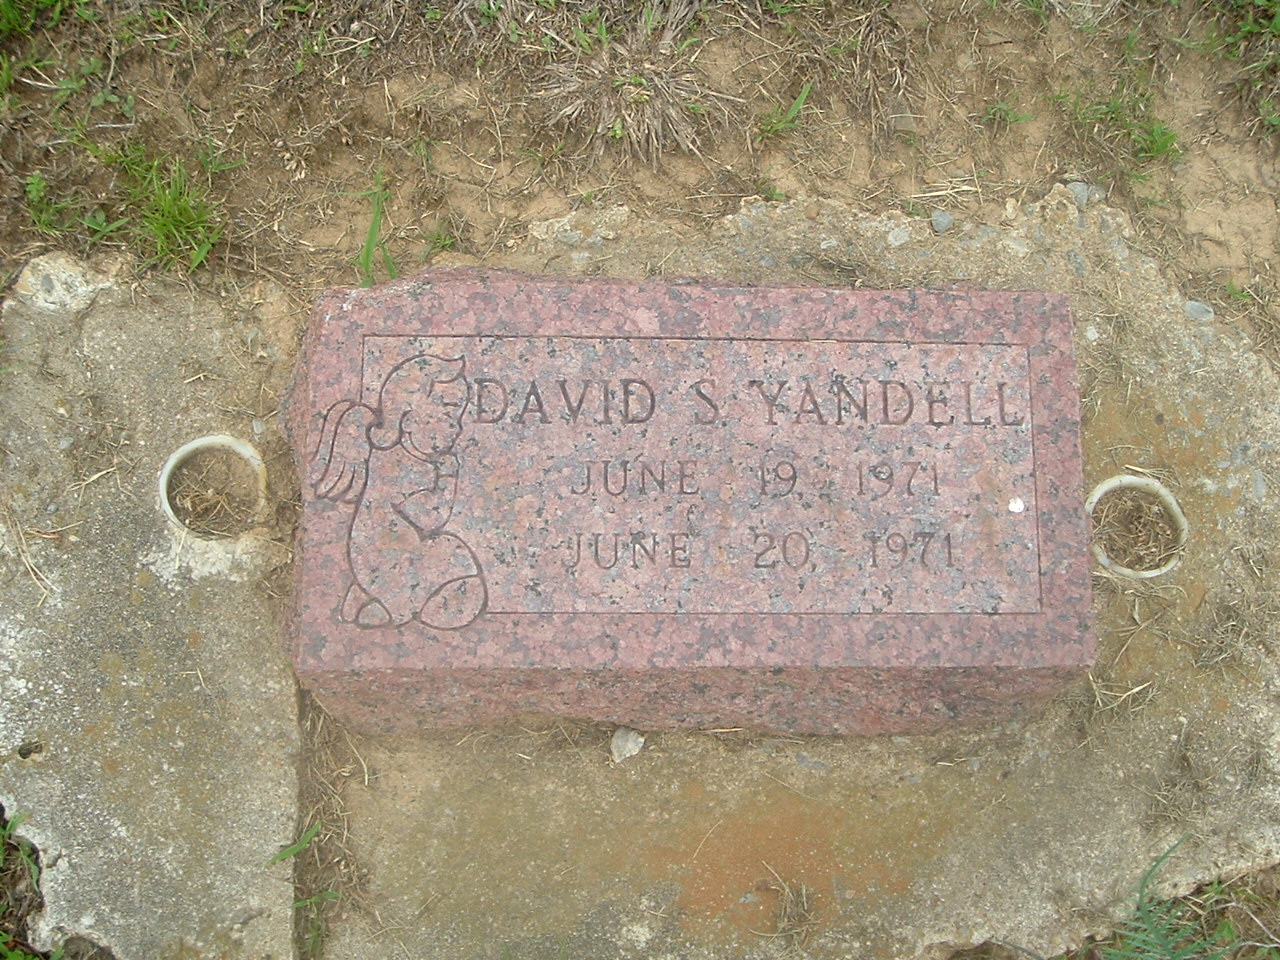 DAVID S. YANDELL
JUNE 19, 1971
JUNE 20, 1971